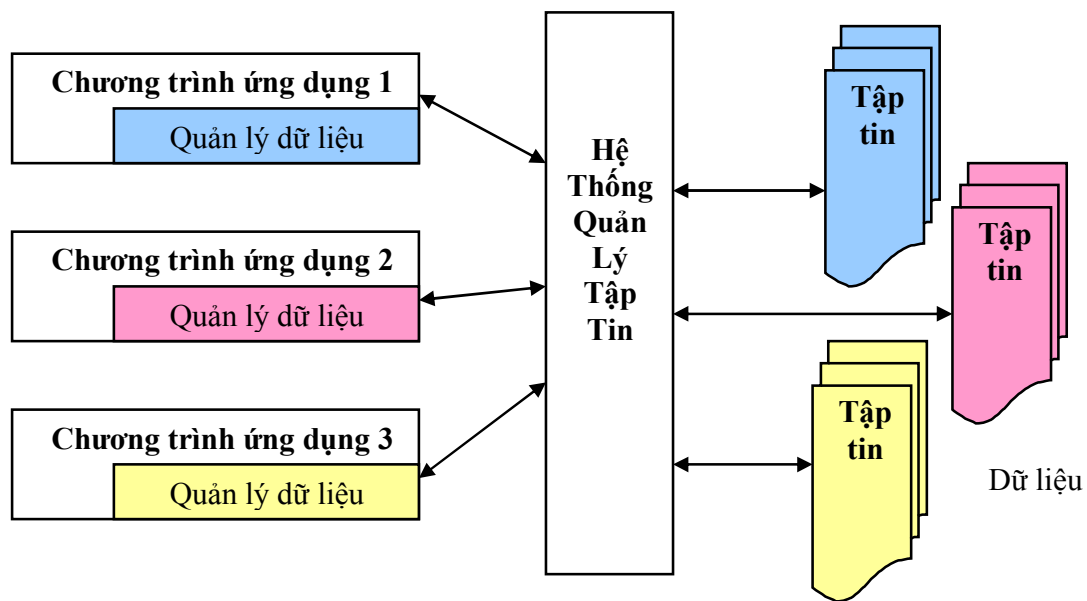 Chương trình ứng dụng 1
Quản lý dữ liệu
Chương trình ứng dụng 2
Quản lý dữ liệu
Chương trình ứng dụng 3
Quản lý dữ liệu
Hệ
Thống
Quản
Lý
Tập
Tin
Tập
tin
Tập
tin
Tập
tin
Dữ liệu